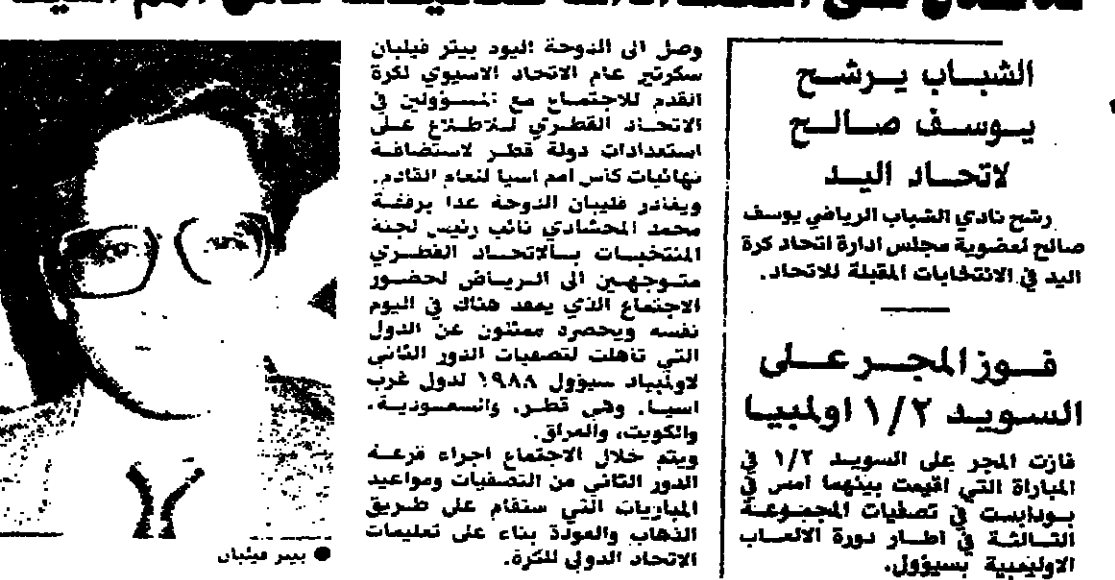 الشباب يرشح
يوسف صالح
لاتحاد اليد
رشح نادي الشباب الرياضي يوسف
صالح لعضوية مجلس ادارة اتحاد كرة
اليد في الانتخابات المقبلة للاتحاد.
فوز المجر على
السويد ١/٢ اولمبيا
فازت المجر على السويد ١/٢ في
المباراة التي اقيمت بينهما امس في
بودابست في تصفيات المجموعة
الثالثة في اطار دورة الالعاب
الاوليمبية بسيؤول.
وصل الى الدوحة اليوم بيتر فيلبان
سكرتير عام الاتحاد الاسيوي لكرة
القدم للاجتماع مع المسؤولين في
الاتحاد القطري للاطلاع على
استعدادات دولة قطر لاستضافة
نهائيات كأس امم اسيا للعام القادم.
ويغادر فليبان الدوحة غدا برفقة
محمد المحشادي نائب رئيس لجنة
المنتخبات بالاتحاد القطري
متوجهين الى الرياض لحضور
الاجتماع الذي يعقد هناك في اليوم
نفسه ويحضره ممثلون عن الدول
التي تاهلت لتصفيات الدور الثاني
لاولمبياد سيؤول ١٩٨٨ لدول غرب
اسيا. وهي قطر، والسعودية،
والكويت، والعراق.
ويتم خلال الاجتماع اجراء قرعة
الدور الثاني من التصفيات ومواعيد
المباريات التي ستقام على طريق
الذهاب والعودة بناء على تعليمات
الاتحاد الدولي للكرة.
● بيتر فيلبان